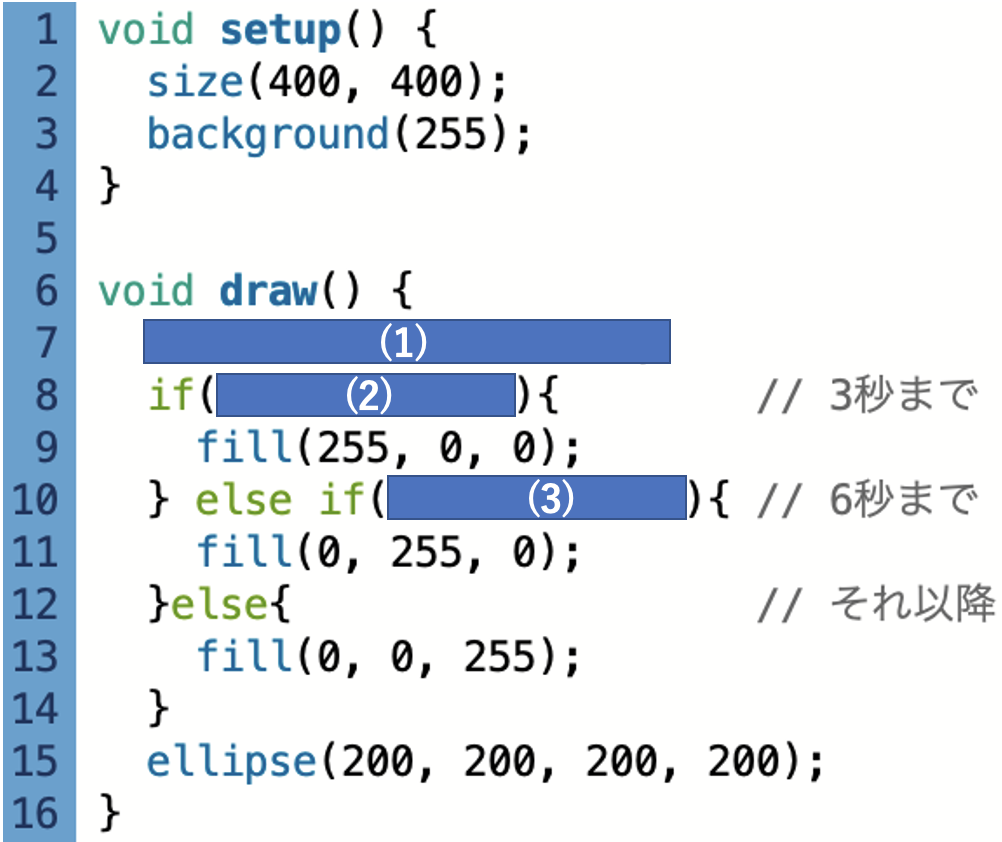 1 void setup() {
2 size(400, 400);
3 background(255);
4 }
5
6 void draw() {
7 (1)
8 if( (2) ){ // 3秒まで
9 fill(255, 0, 0);
10 } else if( (3) ){ // 6秒まで
11 fill(0, 255, 0);
12 }else{ // それ以降
13 fill(0, 0, 255);
14 }
15 ellipse(200, 200, 200, 200);
16 }